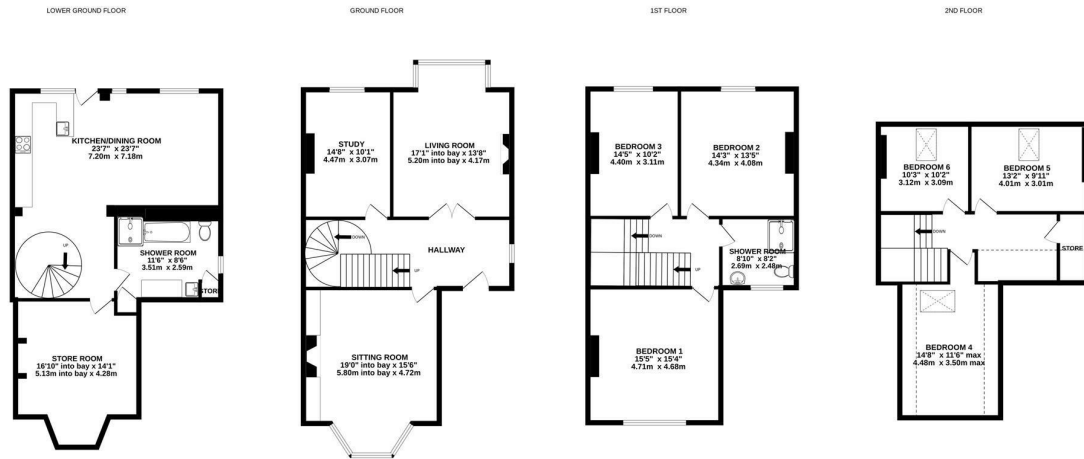 LOWER GROUND FLOOR
KITCHEN/DINING ROOM
23'7" x 23'7"
7.20m x 7.18m
UP
SHOWER ROOM
11'6" x 8'6"
3.51m x 2.59m
STORE
STORE ROOM
16'10" into bay x 14'1"
5.13m into bay x 4.28m
GROUND FLOOR
STUDY
14'8" x 10'1"
4.47m x 3.07m
LIVING ROOM
17'1" into bay x 13'8"
5.20m into bay x 4.17m
DOWN
HALLWAY
UP
SITTING ROOM
19'0" into bay x 15'6"
5.80m into bay x 4.72m
1ST FLOOR
BEDROOM 3
14'5" x 10'2"
4.40m x 3.11m
BEDROOM 2
14'3" x 13'5"
4.34m x 4.08m
DOWN
UP
SHOWER ROOM
8'10" x 8'2"
2.69m x 2.48m
BEDROOM 1
15'5" x 15'4"
4.71m x 4.68m
2ND FLOOR
BEDROOM 6
10'3" x 10'2"
3.12m x 3.09m
BEDROOM 5
13'2" x 9'11"
4.01m x 3.01m
DOWN
STORE
BEDROOM 4
14'8" x 11'6" max
4.48m x 3.50m max